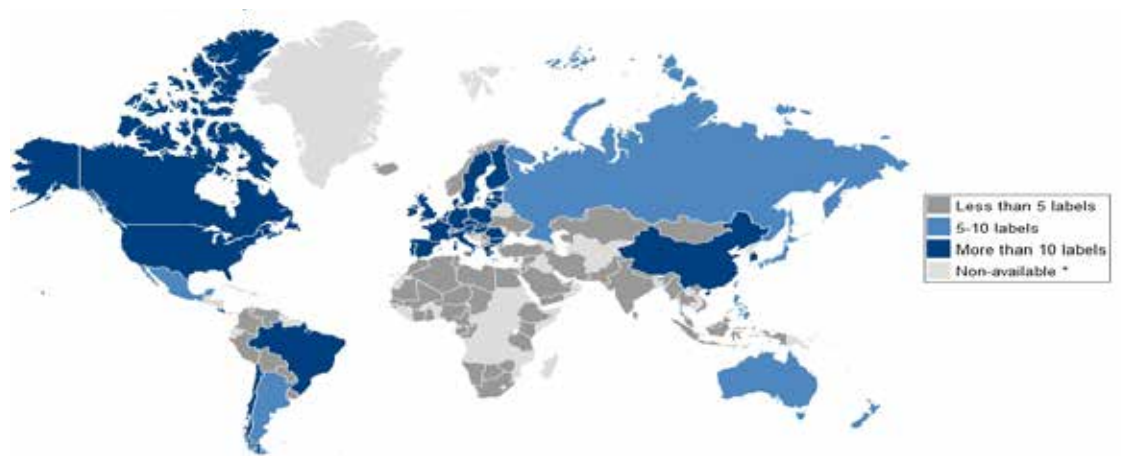 Less than 5 labels
5-10 labels
More than 10 labels
Non-available *